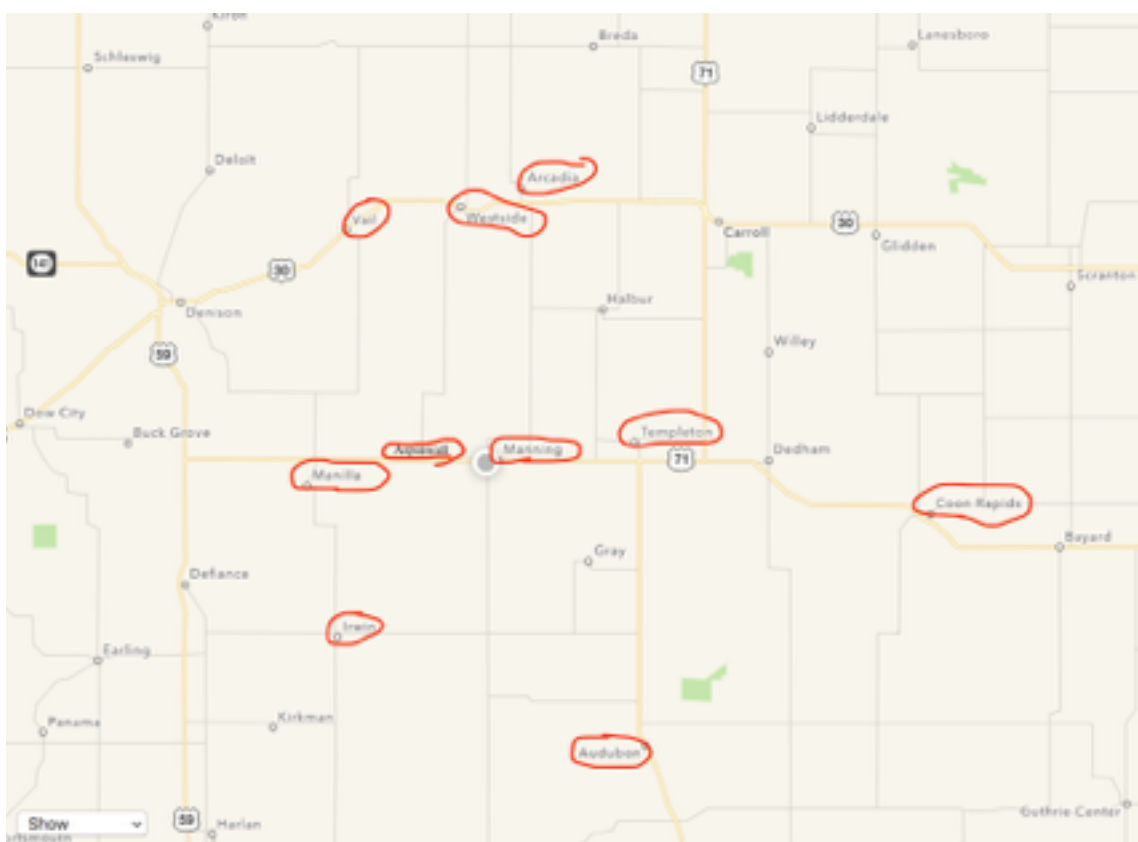 Kiron
Breda
Lanesboro
Schleswig
71
Lidderdale
Deloit
Arcadia
Vail
Westside
Carroll
30
Glidden
141
30
Scranton
Denison
Halbur
59
Willey
Dow City
Buck Grove
Aspinwall
Manning
Templeton
71
Dedham
Manilla
Coon Rapids
Bayard
Gray
Defiance
Irwin
Earling
Panama
Kirkman
Audubon
Show
59
Harlan
Guthrie Center
rtsmouth